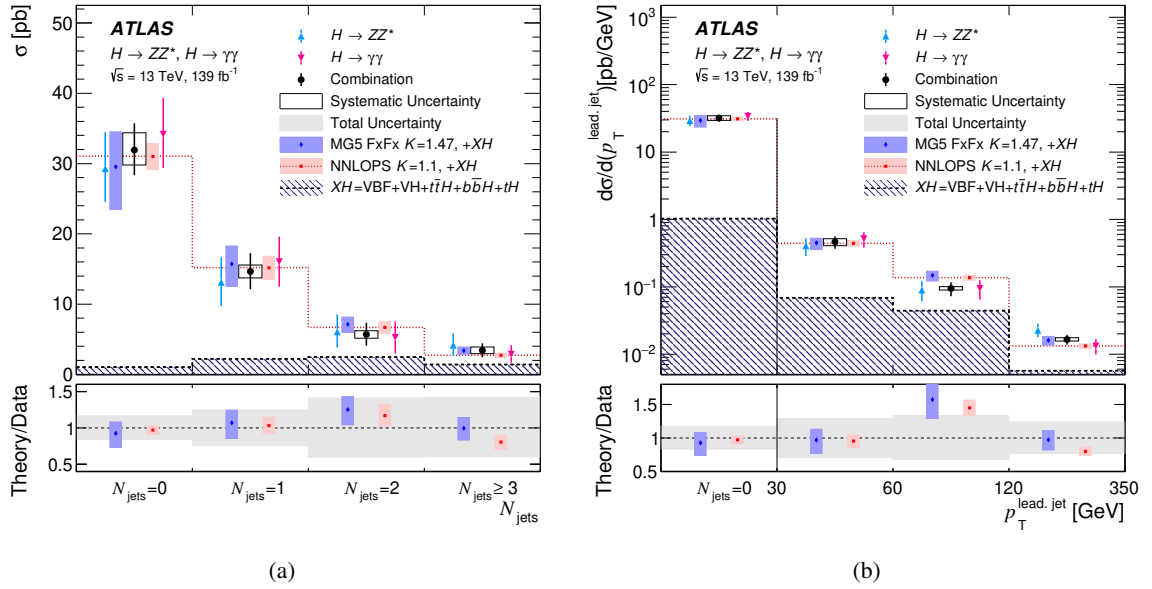 σ [pb]
50
40
30
20
10
0
ATLAS
H → ZZ*, H → γγ
√s = 13 TeV, 139 fb⁻¹
H → ZZ*
H → γγ
Combination
Systematic Uncertainty
Total Uncertainty
MG5 FxFx K=1.47, +XH
NNLOPS K=1.1, +XH
XH=VBF+VH+tt̅H+bb̅H+tH
Theory/Data
1.5
1
0.5
N_jets=0
N_jets=1
N_jets=2
N_jets≥ 3
N_jets
(a)
dσ/d(p_T^lead. jet)[pb/GeV]
10³
10²
10
1
10⁻¹
10⁻²
ATLAS
H → ZZ*, H → γγ
√s = 13 TeV, 139 fb⁻¹
H → ZZ*
H → γγ
Combination
Systematic Uncertainty
Total Uncertainty
MG5 FxFx K=1.47, +XH
NNLOPS K=1.1, +XH
XH=VBF+VH+tt̅H+bb̅H+tH
Theory/Data
1.5
1
0.5
N_jets=0
30
60
120
350
p_T^lead. jet [GeV]
(b)